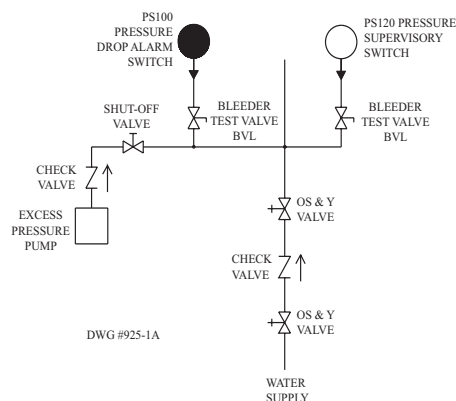 PS100
PRESSURE
DROP ALARM
SWITCH
PS120 PRESSURE
SUPERVISORY
SWITCH
SHUT-OFF
VALVE
BLEEDER
TEST VALVE
BVL
BLEEDER
TEST VALVE
BVL
CHECK
VALVE
EXCESS
PRESSURE
PUMP
OS & Y
VALVE
CHECK
VALVE
OS & Y
VALVE
DWG #925-1A
WATER
SUPPLY